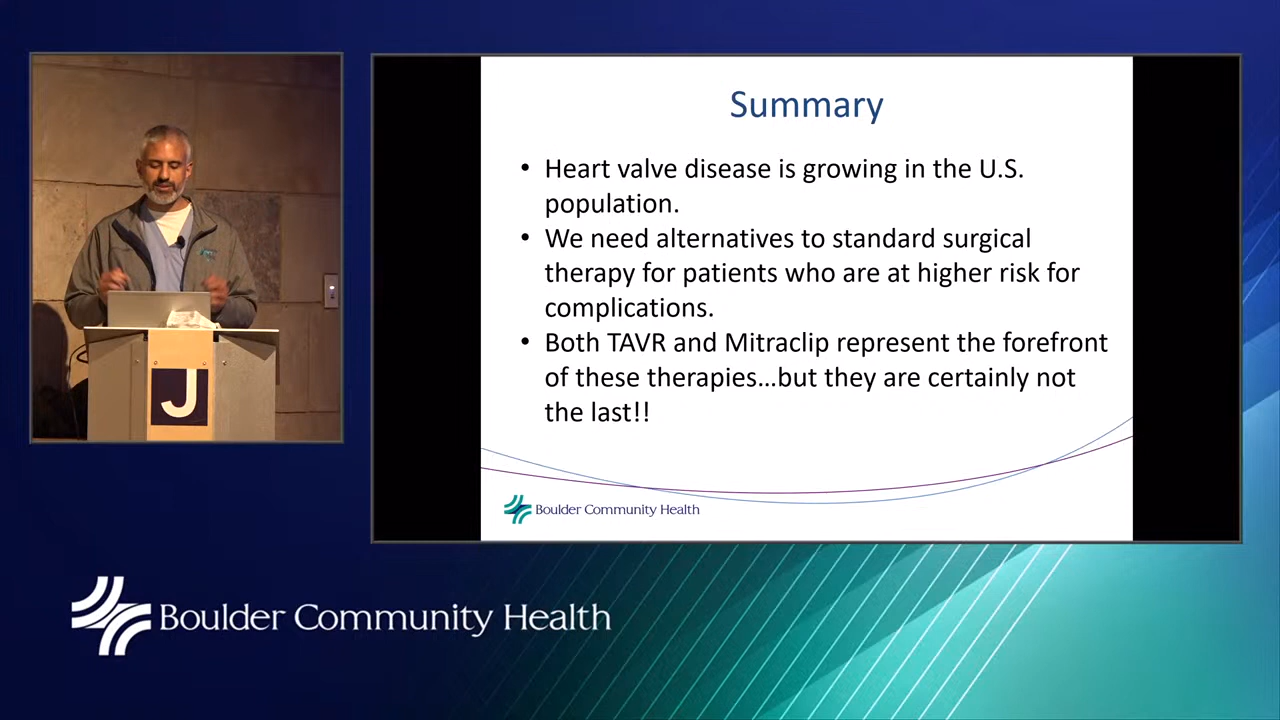 Summary
• Heart valve disease is growing in the U.S.
population.
• We need alternatives to standard surgical
therapy for patients who are at higher risk for
complications.
• Both TAVR and Mitraclip represent the forefront
of these therapies...but they are certainly not
the last!!
Boulder Community Health
J
Boulder Community Health